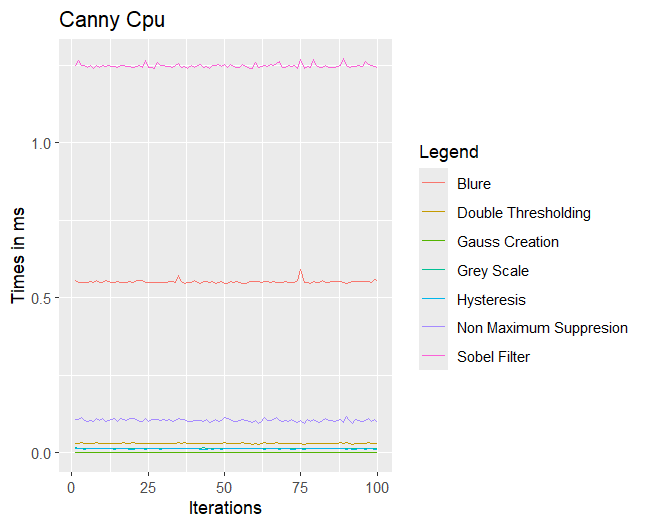 Canny Cpu
1.0
0.5
0.0
Times in ms
0
25
50
75
100
Iterations
Legend
Blure
Double Thresholding
Gauss Creation
Grey Scale
Hysteresis
Non Maximum Suppresion
Sobel Filter